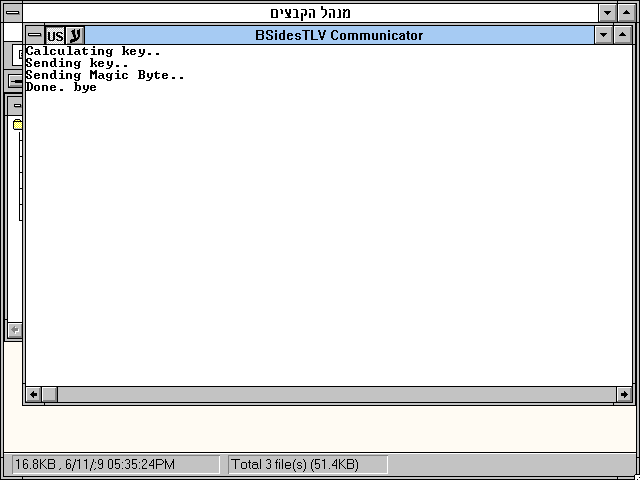 מנהל הקבצים
US ע BSidesTLV Communicator
Calculating key..
Sending key..
Sending Magic Byte..
Done. bye
16.8KB , 6/11/;9 05:35:24PM
Total 3 file(s) (51.4KB)